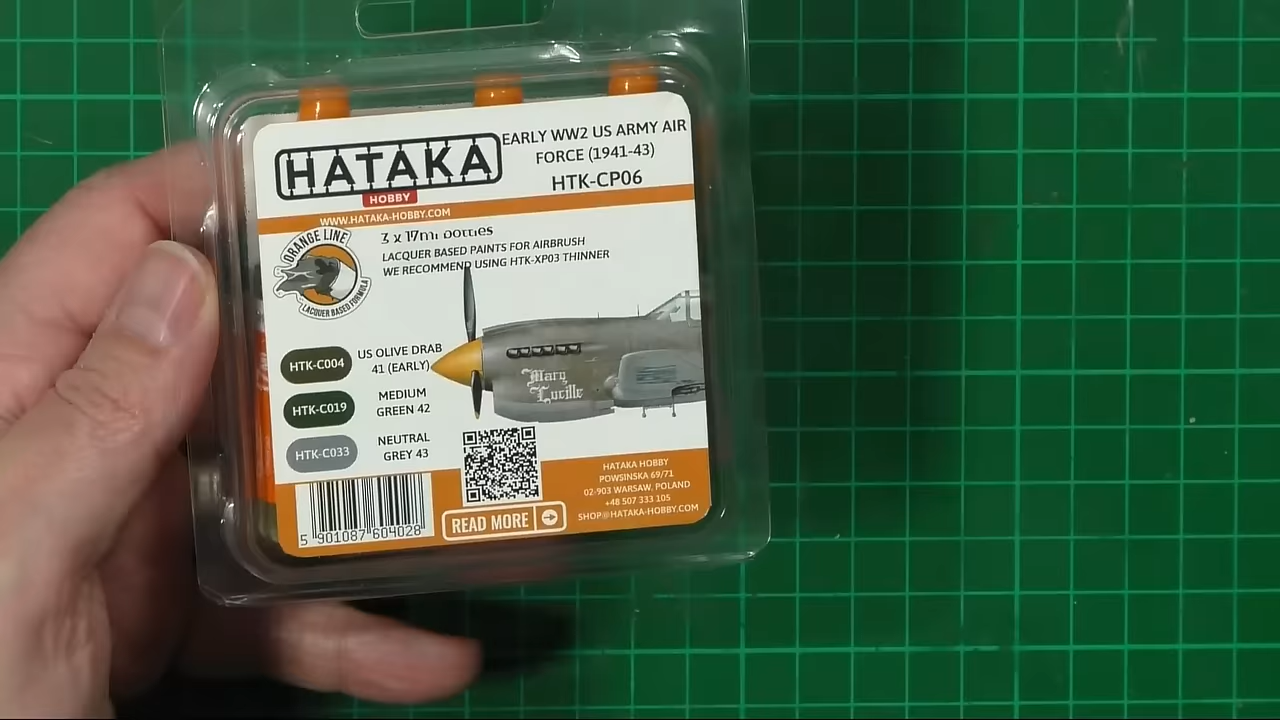 HATAKA
HOBBY
EARLY WW2 US ARMY AIR
FORCE (1941-43)
HTK-CP06
WWW.HATAKA-HOBBY.COM
ORANGE LINE
LACQUER BASED FORMULA
3 x 17ml bottles
LACQUER BASED PAINTS FOR AIRBRUSH
WE RECOMMEND USING HTK-XP03 THINNER
HTK-C004
US OLIVE DRAB
41 (EARLY)
HTK-C019
MEDIUM
GREEN 42
HTK-C033
NEUTRAL
GREY 43
Mary
Lucille
5 901087 604028
READ MORE
HATAKA HOBBY
POWSINSKA 69/71
02-903 WARSAW, POLAND
+48 507 333 105
SHOP@HATAKA-HOBBY.COM